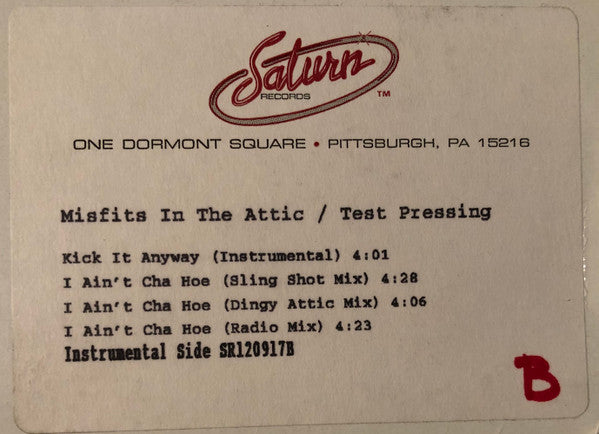 Saturn
RECORDS
TM
ONE DORMONT SQUARE • PITTSBURGH, PA 15216
Misfits In The Attic / Test Pressing
Kick It Anyway (Instrumental) 4:01
I Ain't Cha Hoe (Sling Shot Mix) 4:28
I Ain't Cha Hoe (Dingy Attic Mix) 4:06
I Ain't Cha Hoe (Radio Mix) 4:23
Instrumental Side SR120917B
B